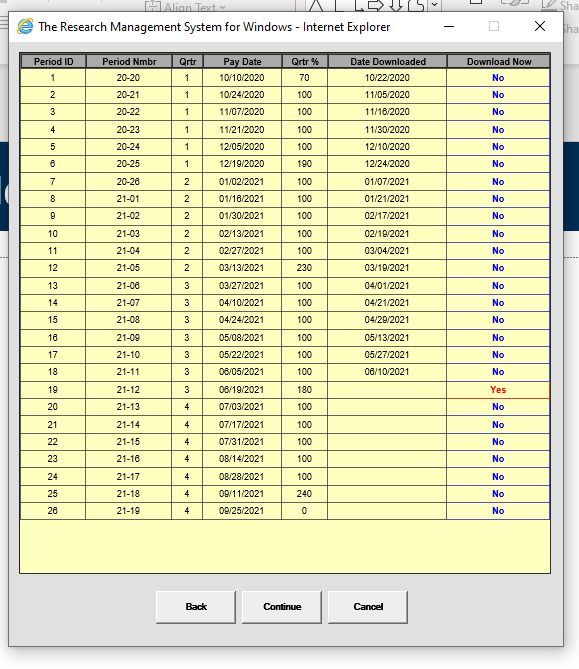 Align Text
Sha
The Research Management System for Windows - Internet Explorer
Period ID Period Nmbr Qrtr Pay Date Qrtr % Date Downloaded Download Now
1 20-20 1 10/10/2020 70 10/22/2020 No
2 20-21 1 10/24/2020 100 11/05/2020 No
3 20-22 1 11/07/2020 100 11/16/2020 No
4 20-23 1 11/21/2020 100 11/30/2020 No
5 20-24 1 12/05/2020 100 12/10/2020 No
6 20-25 1 12/19/2020 190 12/24/2020 No
7 20-26 2 01/02/2021 100 01/07/2021 No
8 21-01 2 01/16/2021 100 01/21/2021 No
9 21-02 2 01/30/2021 100 02/17/2021 No
10 21-03 2 02/13/2021 100 02/19/2021 No
11 21-04 2 02/27/2021 100 03/04/2021 No
12 21-05 2 03/13/2021 230 03/19/2021 No
13 21-06 3 03/27/2021 100 04/01/2021 No
14 21-07 3 04/10/2021 100 04/21/2021 No
15 21-08 3 04/24/2021 100 04/29/2021 No
16 21-09 3 05/08/2021 100 05/13/2021 No
17 21-10 3 05/22/2021 100 05/27/2021 No
18 21-11 3 06/05/2021 100 06/10/2021 No
19 21-12 3 06/19/2021 180 Yes
20 21-13 4 07/03/2021 100 No
21 21-14 4 07/17/2021 100 No
22 21-15 4 07/31/2021 100 No
23 21-16 4 08/14/2021 100 No
24 21-17 4 08/28/2021 100 No
25 21-18 4 09/11/2021 240 No
26 21-19 4 09/25/2021 0 No
Back Continue Cancel